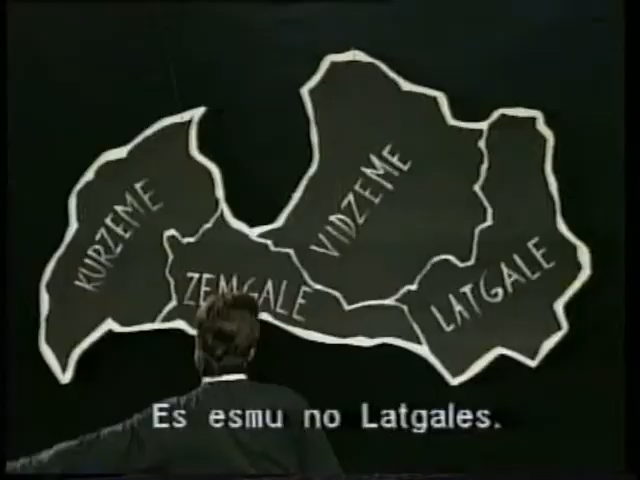 VIDZEME
KURZEME
ZEMGALE
LATGALE
Es esmu no Latgales.